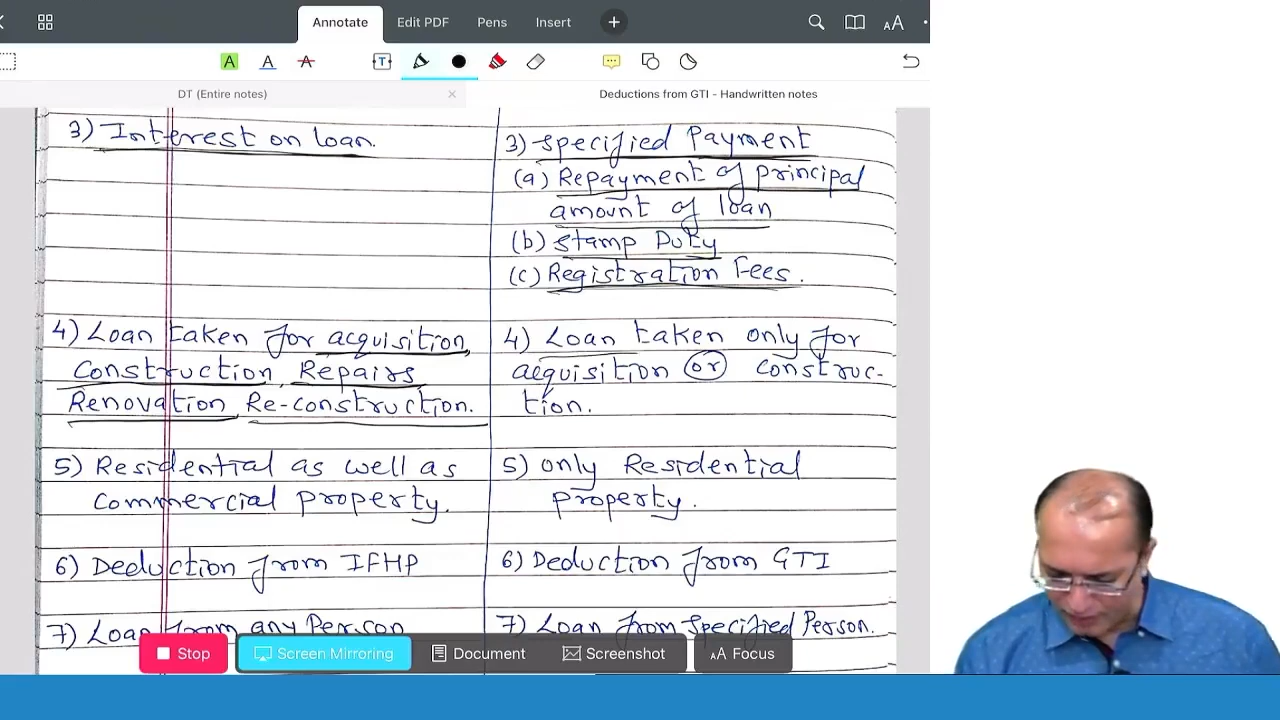 Annotate Edit PDF Pens Insert
DT (Entire notes)
Deductions from GTI - Handwritten notes
3) Interest on loan.
3) Specified Payment
(a) Repayment of principal
amount of loan
(b) Stamp Duty
(c) Registration Fees.
4) Loan taken for acquisition,
Construction, Repairs
Renovation Re-construction.
4) Loan taken only for
acquisition or construc-
tion.
5) Residential as well as
Commercial property.
5) only Residential
property.
6) Deduction from IFHP
6) Deduction from GTI
7) Loan from any Person
7) Loan from Specified Person.
Stop Screen Mirroring Document Screenshot AA Focus